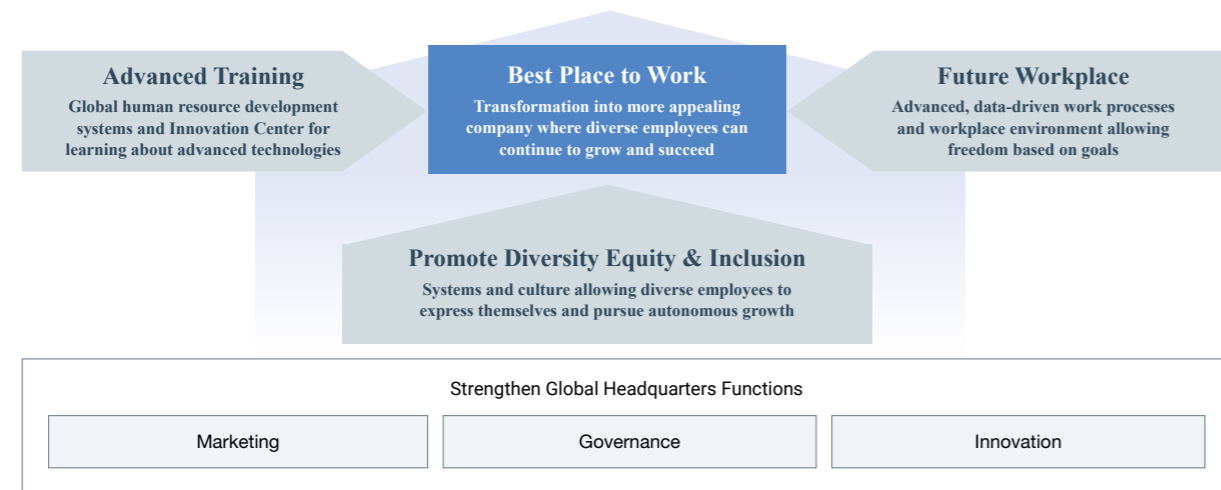 Advanced Training
Global human resource development
systems and Innovation Center for
learning about advanced technologies
Best Place to Work
Transformation into more appealing
company where diverse employees can
continue to grow and succeed
Future Workplace
Advanced, data-driven work processes
and workplace environment allowing
freedom based on goals
Promote Diversity Equity & Inclusion
Systems and culture allowing diverse employees to
express themselves and pursue autonomous growth
Strengthen Global Headquarters Functions
Marketing
Governance
Innovation